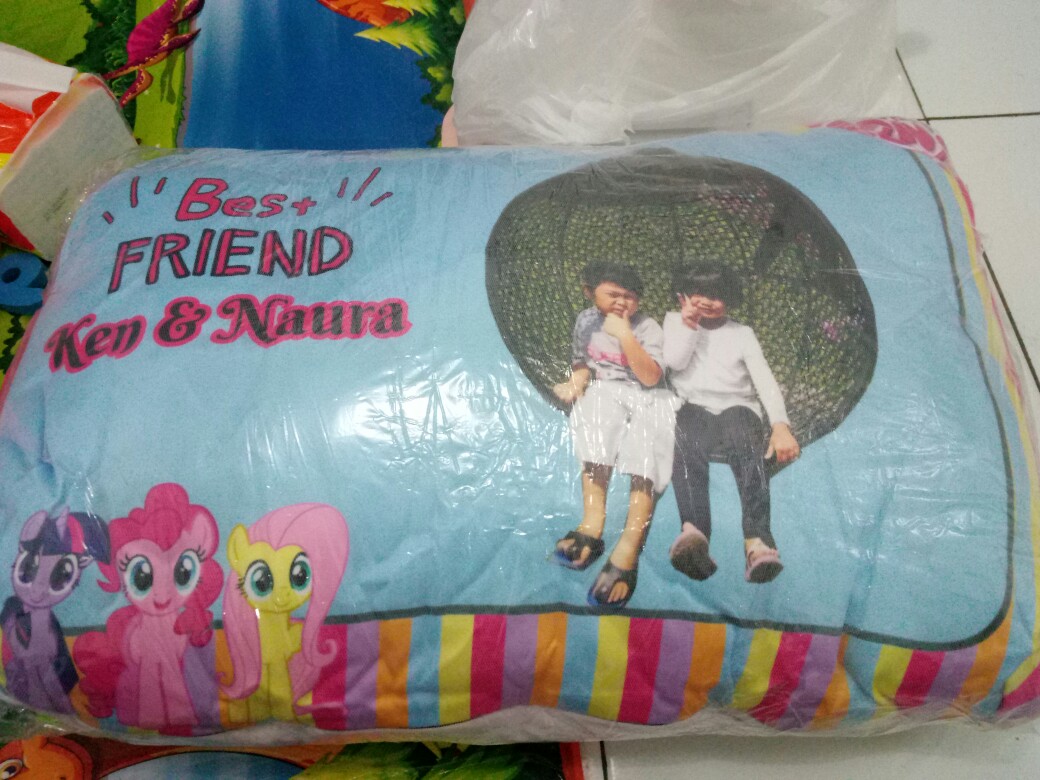 Best
FRIEND
Ken & Naura